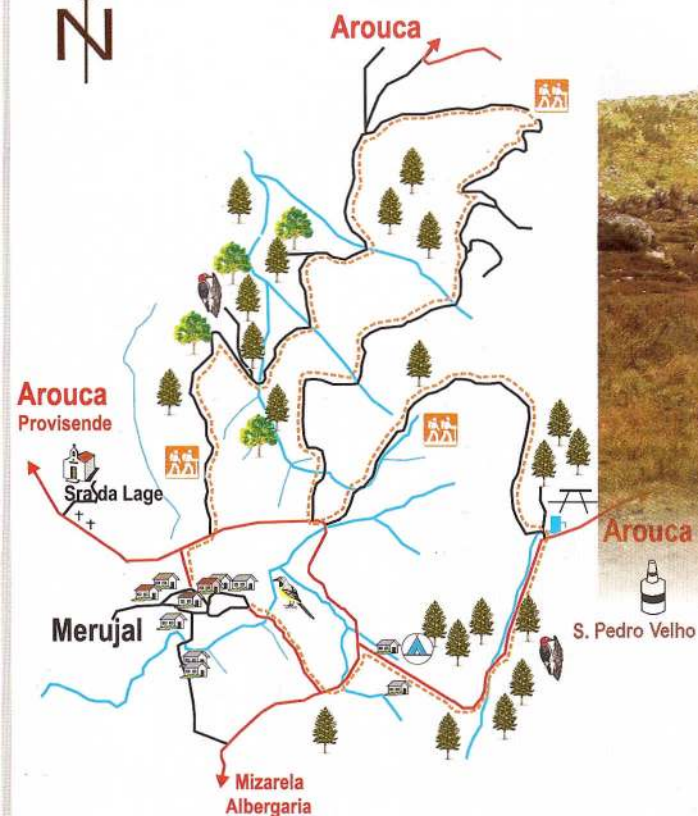 N
Arouca
Arouca
Provisende
Sra da Lage
Arouca
S. Pedro Velho
Merujal
Mizarela
Albergaria